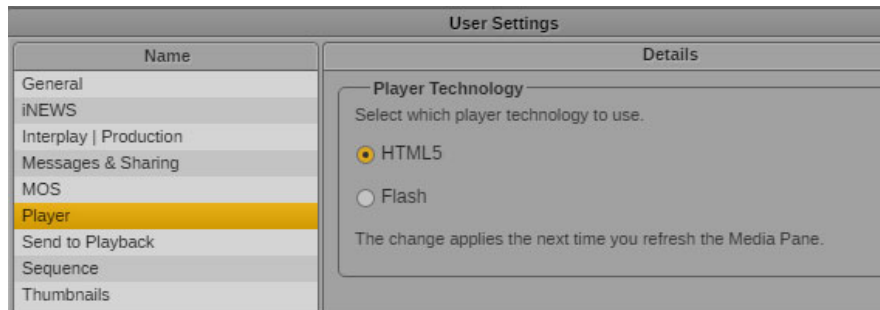 User Settings
Name
Details
General
iNEWS
Interplay | Production
Messages & Sharing
MOS
Player
Send to Playback
Sequence
Thumbnails
Player Technology
Select which player technology to use.
HTML5
Flash
The change applies the next time you refresh the Media Pane.